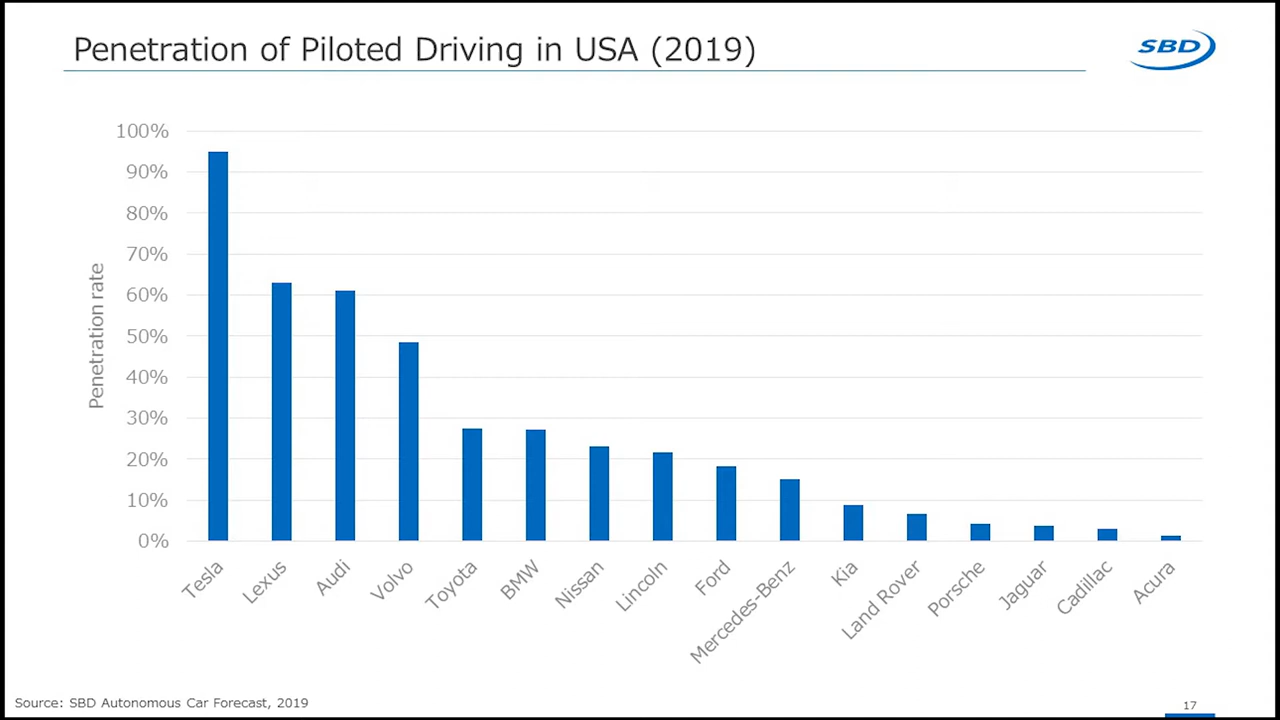 Penetration of Piloted Driving in USA (2019)
SBD
100%
90%
80%
70%
60%
50%
40%
30%
20%
10%
0%
Penetration rate
Tesla
Lexus
Audi
Volvo
Toyota
BMW
Nissan
Lincoln
Ford
Mercedes-Benz
Kia
Land Rover
Porsche
Jaguar
Cadillac
Acura
Source: SBD Autonomous Car Forecast, 2019
17